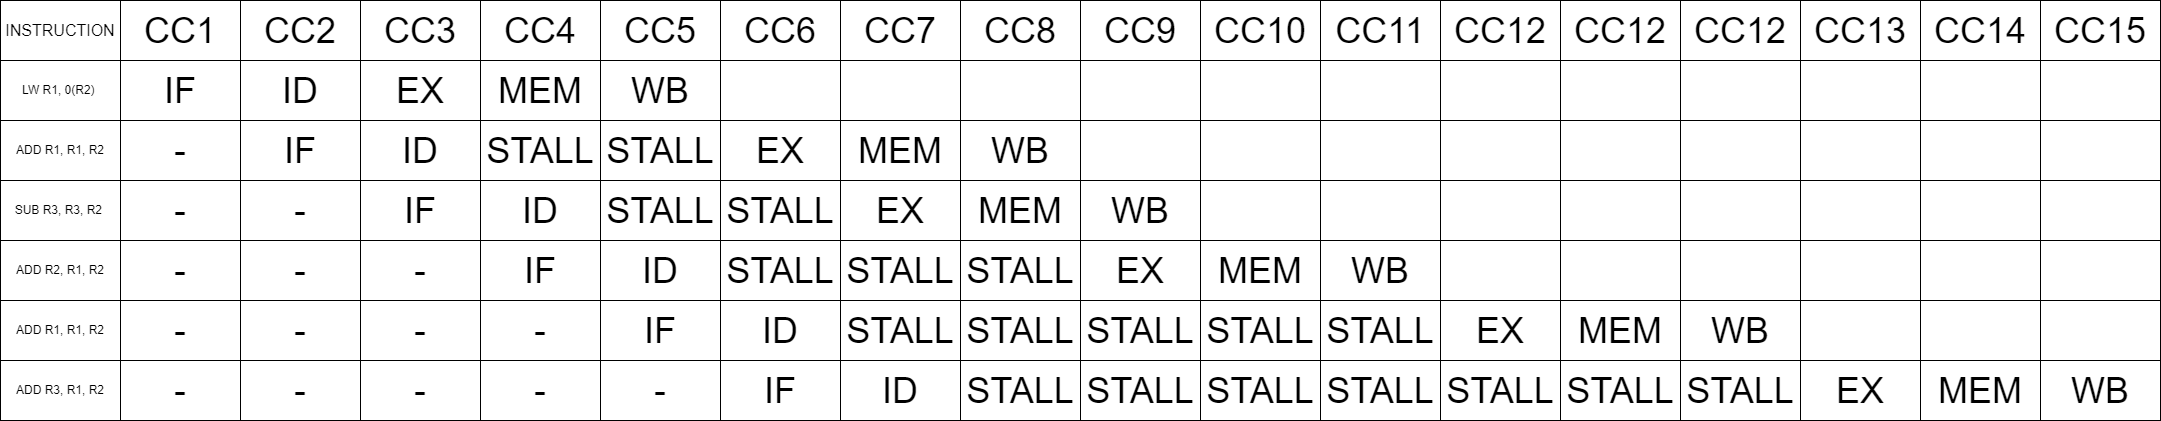 INSTRUCTION CC1 CC2 CC3 CC4 CC5 CC6 CC7 CC8 CC9 CC10 CC11 CC12 CC12 CC12 CC13 CC14 CC15
LW R1, 0(R2) IF ID EX MEM WB
ADD R1, R1, R2 - IF ID STALL STALL EX MEM WB
SUB R3, R3, R2 - - IF ID STALL STALL EX MEM WB
ADD R2, R1, R2 - - - IF ID STALL STALL STALL EX MEM WB
ADD R1, R1, R2 - - - - IF ID STALL STALL STALL STALL STALL EX MEM WB
ADD R3, R1, R2 - - - - - IF ID STALL STALL STALL STALL STALL STALL STALL EX MEM WB